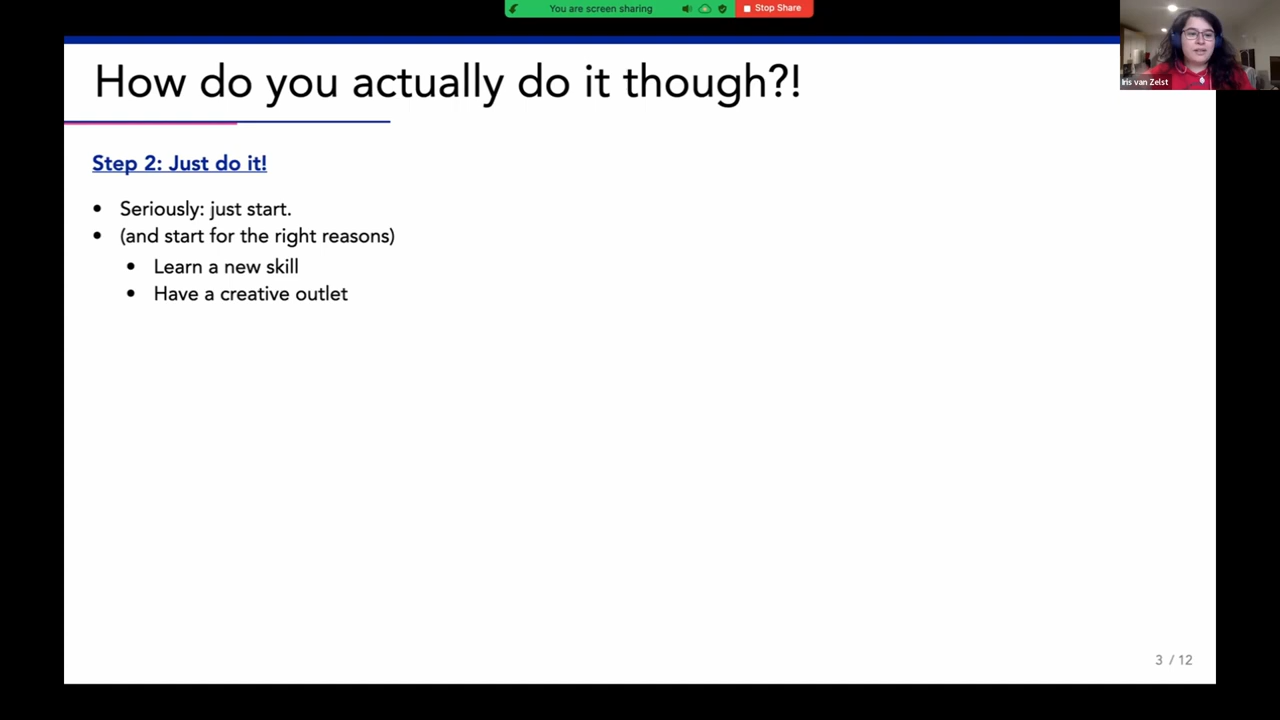 You are screen sharing
Stop Share
How do you actually do it though?!
Iris van Zelst
Step 2: Just do it!
• Seriously: just start.
• (and start for the right reasons)
• Learn a new skill
• Have a creative outlet
3 / 12